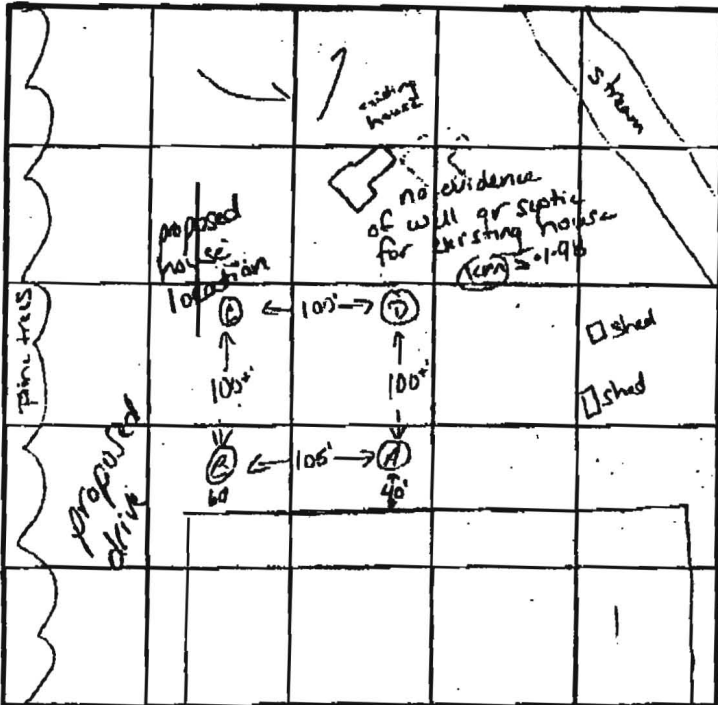 stream
existing
house
no evidence
of well or septic
for existing house
proposed
house
location
pine trees
100'
D
shed
100+'
100+'
shed
proposed
drive
B
A
60
40'